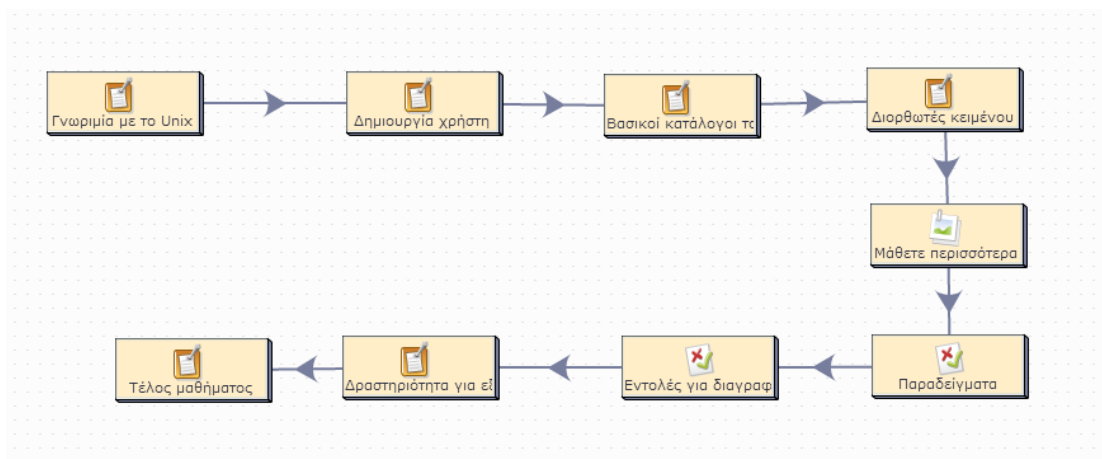 Γνωριμία με το Unix
Δημιουργία χρήστη
Βασικοί κατάλογοι το
Διορθωτές κειμένου
Μάθετε περισσότερα
Παραδείγματα
Εντολές για διαγραφ
Δραστηριότητα για εξ
Τέλος μαθήματος